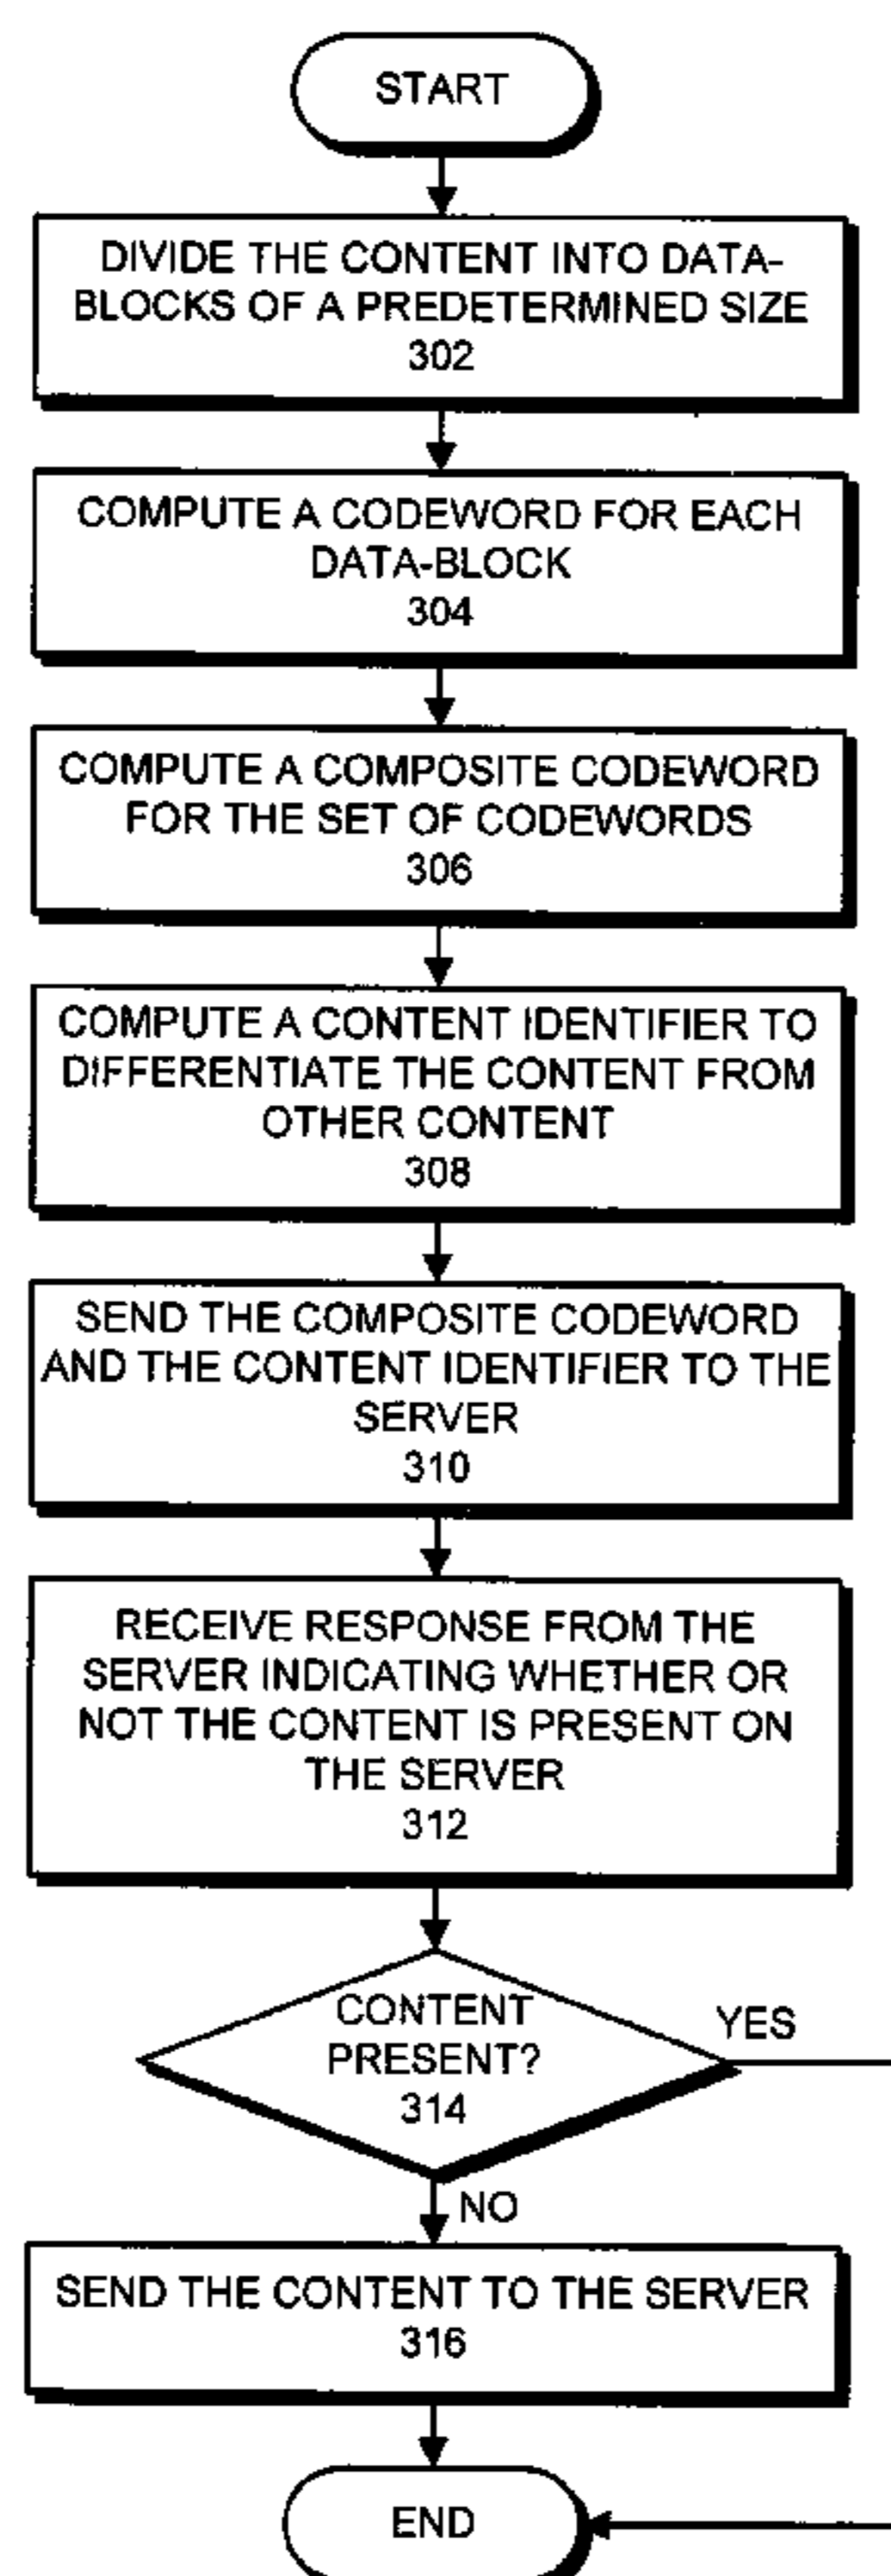 START
DIVIDE THE CONTENT INTO DATA-
BLOCKS OF A PREDETERMINED SIZE
302
COMPUTE A CODEWORD FOR EACH
DATA-BLOCK
304
COMPUTE A COMPOSITE CODEWORD
FOR THE SET OF CODEWORDS
306
COMPUTE A CONTENT IDENTIFIER TO
DIFFERENTIATE THE CONTENT FROM
OTHER CONTENT
308
SEND THE COMPOSITE CODEWORD
AND THE CONTENT IDENTIFIER TO THE
SERVER
310
RECEIVE RESPONSE FROM THE
SERVER INDICATING WHETHER OR
NOT THE CONTENT IS PRESENT ON
THE SERVER
312
CONTENT
PRESENT?
314
YES
NO
SEND THE CONTENT TO THE SERVER
316
END